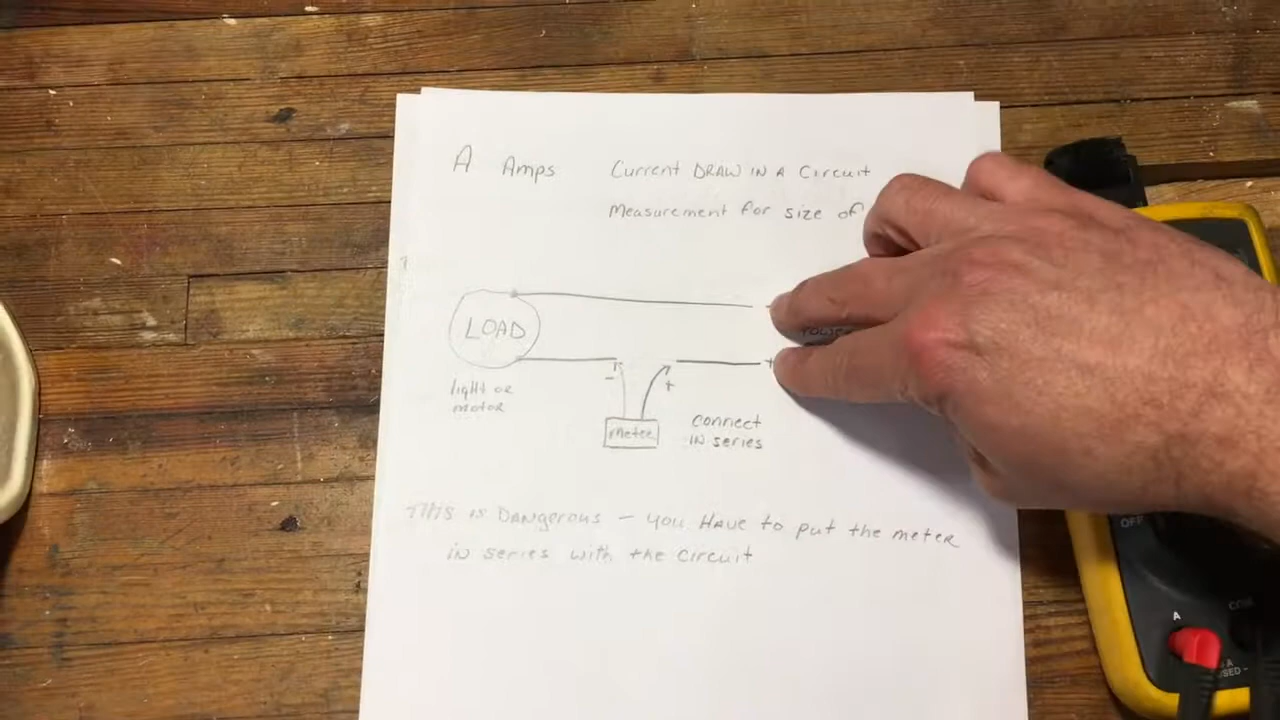 A Amps Current DRAW IN A Circuit
Measurement for size of
LOAD
light or
motor
-
+
+
Meter
connect
IN series
THIS is DANGEROUS — you HAVE to put the meter
in series with the circuit
OFF
A
COM